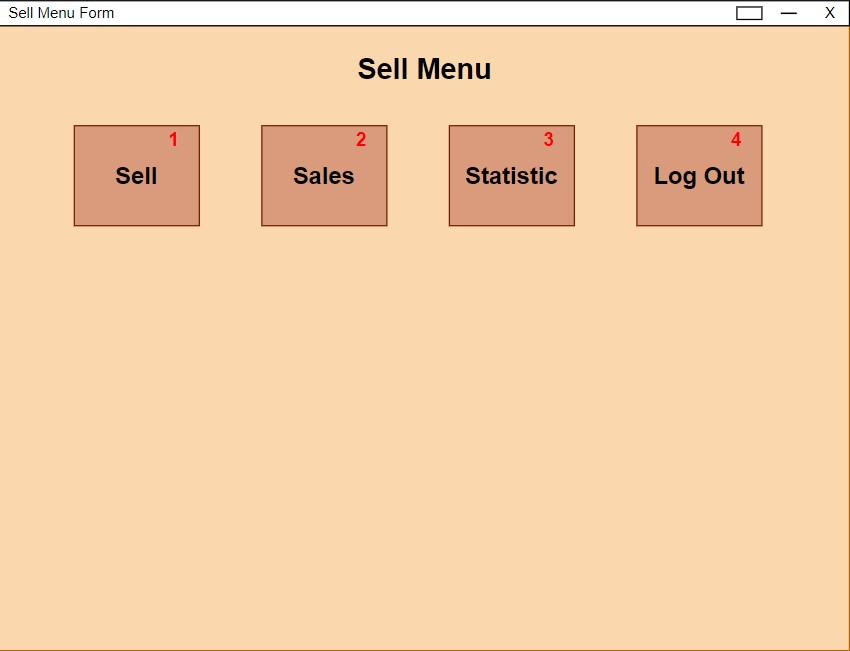 Sell Menu Form X
Sell Menu
1 2 3 4
Sell Sales Statistic Log Out